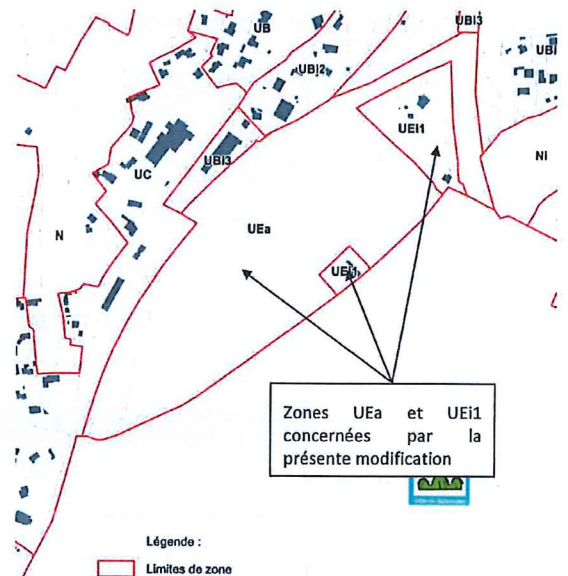 UBi3
UB
UBi
UBi2
UEi1
UBi3
UC
NI
UEa
N
UEi1
Zones UEa et UEi1
concernées par la
présente modification
Légende :
Limites de zone